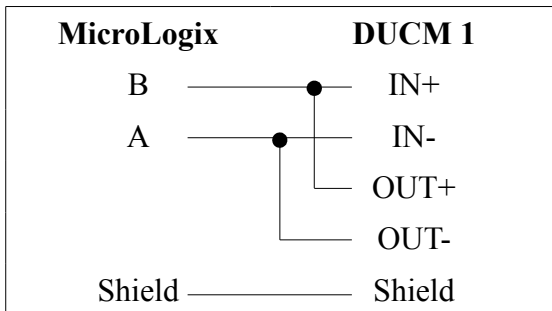 MicroLogix DUCM 1
B IN+
A IN-
OUT+
OUT-
Shield Shield